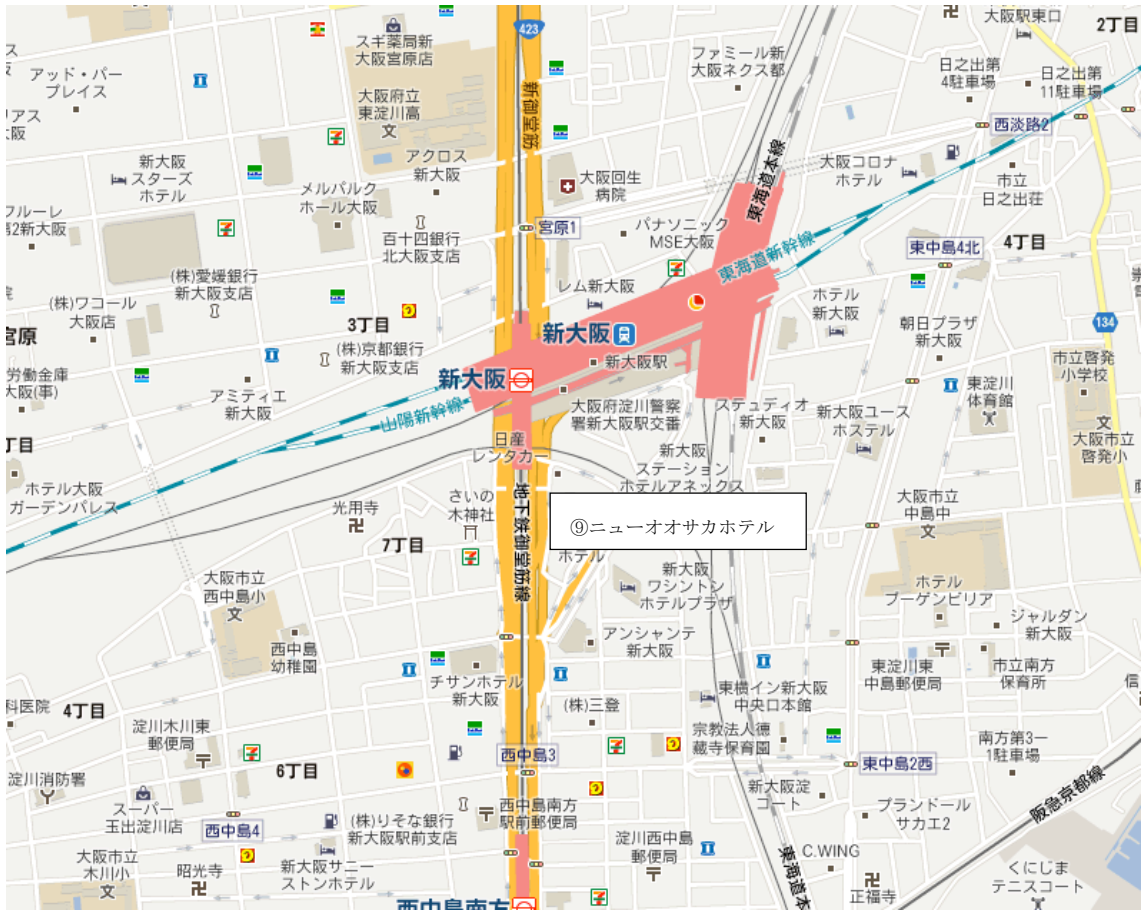 423
大阪駅東口
2丁目
スギ薬局新
大阪宮原店
ファミール新
大阪ネクス都
日之出第
4駐車場
日之出第
11駐車場
アッド・パー
プレイス
新御堂筋
大阪府立
東淀川高
西淡路2
アクロス
新大阪
大阪回生
病院
東海道本線
大阪コロナ
ホテル
市立
日之出荘
新大阪
スターズ
ホテル
メルパルク
ホール大阪
百十四銀行
北大阪支店
宮原1
パナソニック
MSE大阪
東海道新幹線
東中島4北
4丁目
(株)愛媛銀行
新大阪支店
レム新大阪
ホテル
新大阪
(株)ワコール
大阪店
3丁目
新大阪
134
宮原
朝日プラザ
新大阪
(株)京都銀行
新大阪支店
新大阪駅
市立啓発
小学校
新大阪
労働金庫
大阪(事)
アミティエ
新大阪
東淀川
体育館
山陽新幹線
大阪府淀川警察
署新大阪駅交番
ステュディオ
新大阪
新大阪ユース
ホステル
大阪市立
啓発小
日産
レンタカー
新大阪
ステーション
ホテルアネックス
ホテル大阪
ガーデンパレス
光用寺
さいの
木神社
地下鉄御堂筋線
⑨ニューオオサカホテル
ホテル
大阪市立
中島中
7丁目
大阪市立
西中島小
新大阪
ワシントン
ホテルプラザ
ホテル
ブーゲンビリア
ジャルダン
新大阪
西中島
幼稚園
アンシャンテ
新大阪
東淀川東
中島郵便局
市立南方
保育所
チサンホテル
新大阪
東横イン新大阪
中央口本館
科医院
4丁目
(株)三登
淀川木川東
郵便局
宗教法人徳
蔵寺保育園
南方第3一
1駐車場
西中島3
東中島2西
淀川消防署
6丁目
新大阪淀
コート
阪急京都線
スーパー
玉出淀川店
西中島4
(株)りそな銀行
新大阪駅前支店
西中島南方
駅前郵便局
ブランドール
サカエ2
淀川西中島
郵便局
C.WING
大阪市立
木川小
昭光寺
新大阪サニー
ストンホテル
東海道本
正福寺
くにじま
テニスコート
西中島南方